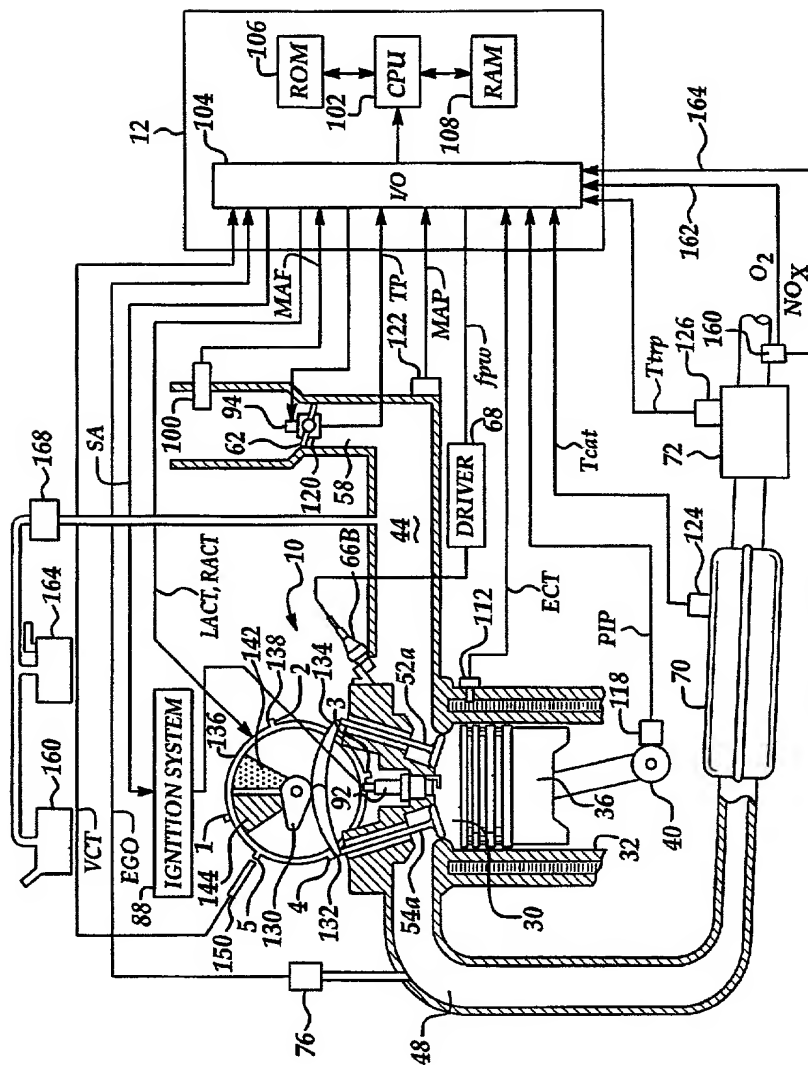 12
104
106
ROM
102
CPU
108
RAM
I/O
164
162
O2
NOX
160
126
Ttrp
72
Tcat
124
70
PIP
118
40
36
ECT
112
fpw
DRIVER
68
MAP
122
TP
MAF
100
94
62
120
58
44
66B
10
SA
168
164
160
LACT, RACT
IGNITION SYSTEM
88
VCT
EGO
136
142
138
2
134
3
52a
1
144
150
5
130
4
132
92
54a
30
32
76
48